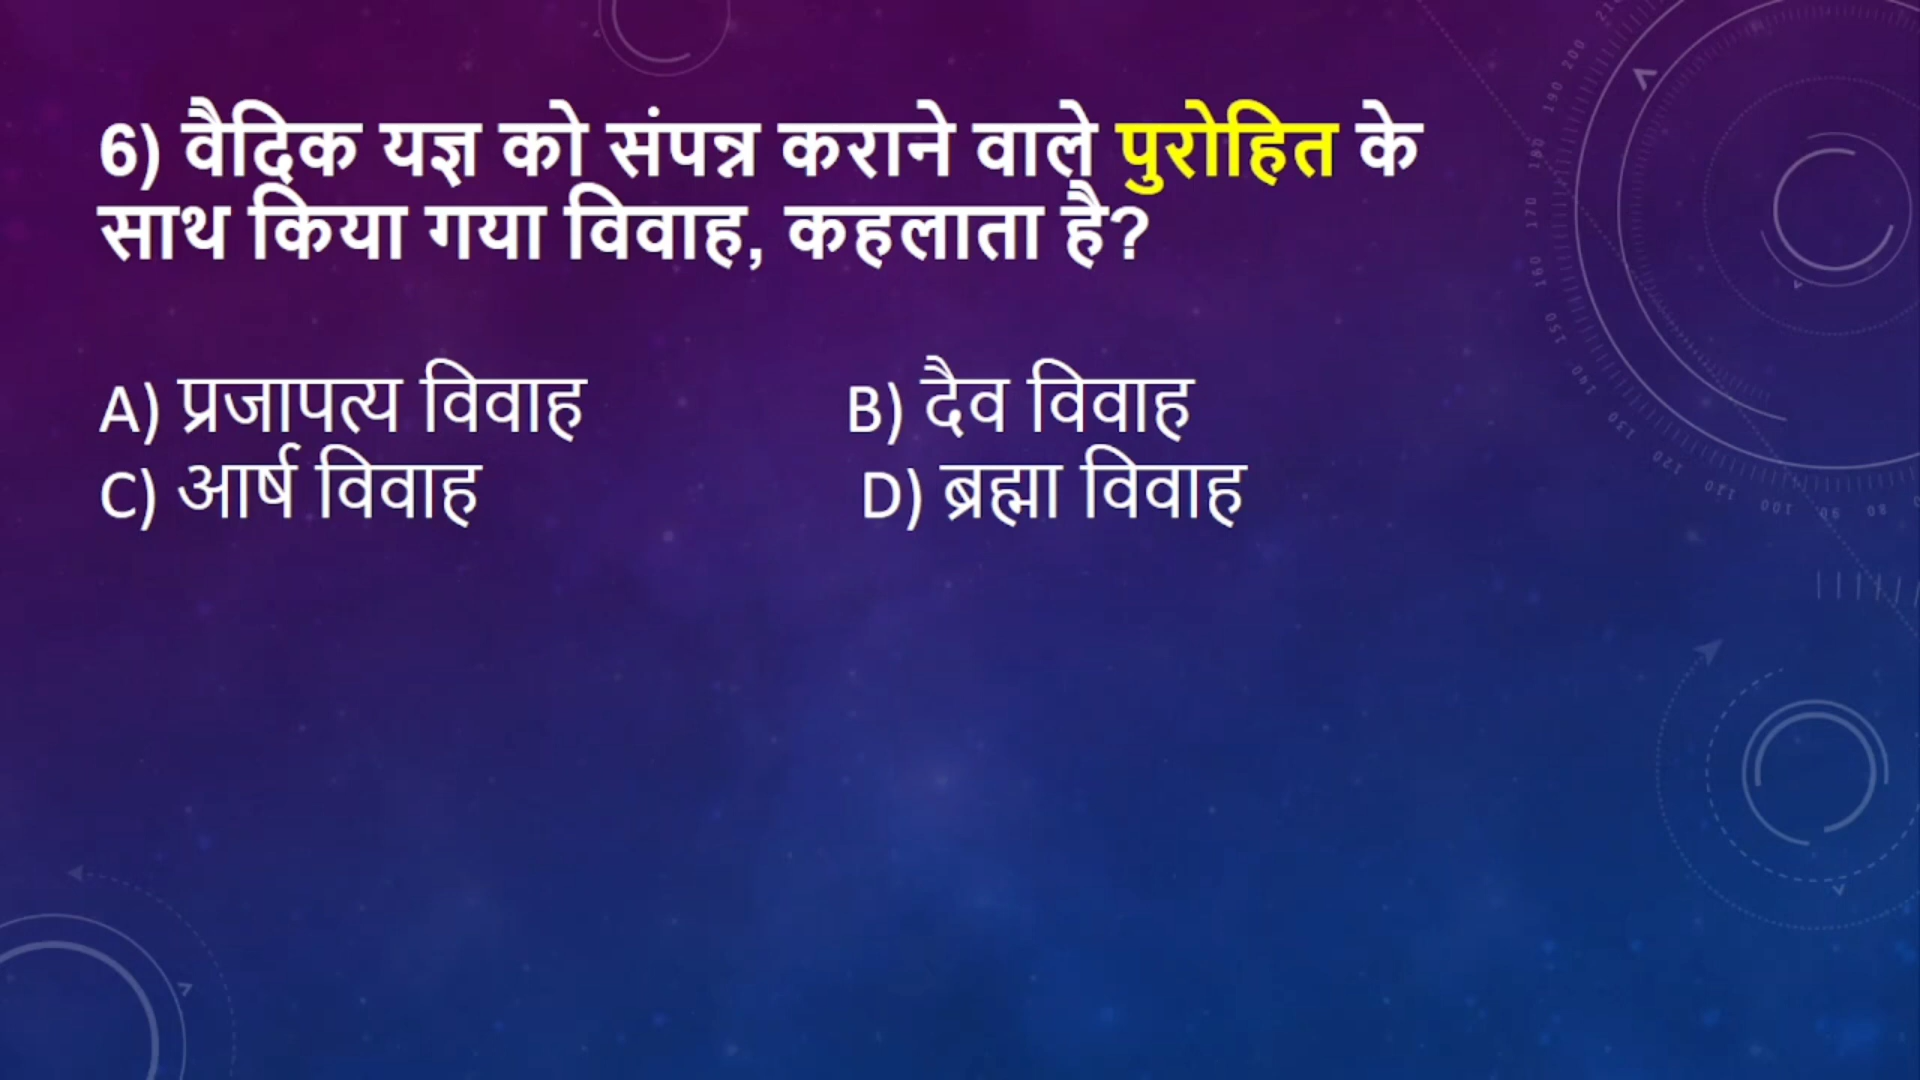 6) वैदिक यज्ञ को संपन्न कराने वाले पुरोहित के
साथ किया गया विवाह, कहलाता है?
A) प्रजापत्य विवाह B) दैव विवाह
C) आर्ष विवाह D) ब्रह्मा विवाह